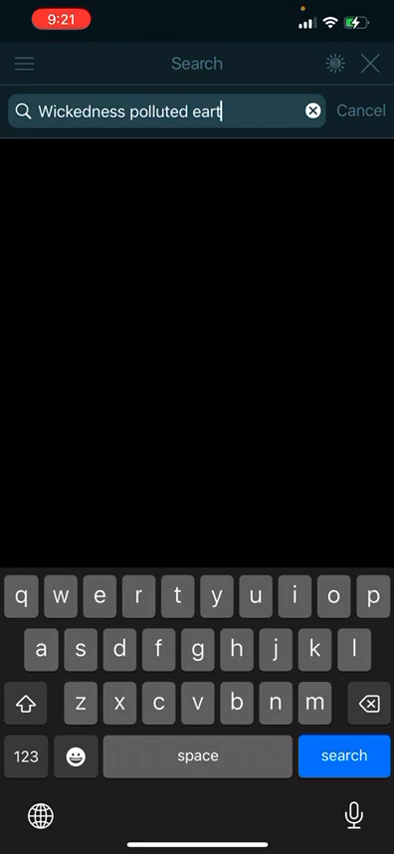 9:21
Search
Wickedness polluted eart
Cancel
q w e r t y u i o p
a s d f g h j k l
z x c v b n m
123 space search